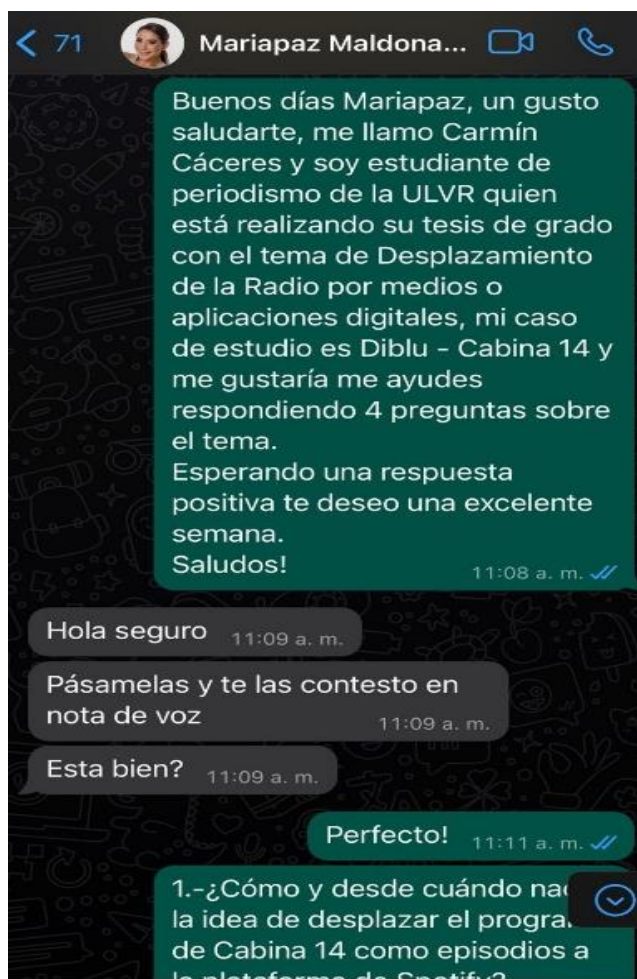 71
Mariapaz Maldona...
Buenos días Mariapaz, un gusto
saludarte, me llamo Carmín
Cáceres y soy estudiante de
periodismo de la ULVR quien
está realizando su tesis de grado
con el tema de Desplazamiento
de la Radio por medios o
aplicaciones digitales, mi caso
de estudio es Diblu - Cabina 14 y
me gustaría me ayudes
respondiendo 4 preguntas sobre
el tema.
Esperando una respuesta
positiva te deseo una excelente
semana.
Saludos!
11:08 a. m.
Hola seguro 11:09 a. m.
Pásamelas y te las contesto en
nota de voz 11:09 a. m.
Esta bien? 11:09 a. m.
Perfecto! 11:11 a. m.
1.-¿Cómo y desde cuándo
la idea de desplazar el
de Cabina 14 como episodios a
la plataforma de Spotify?